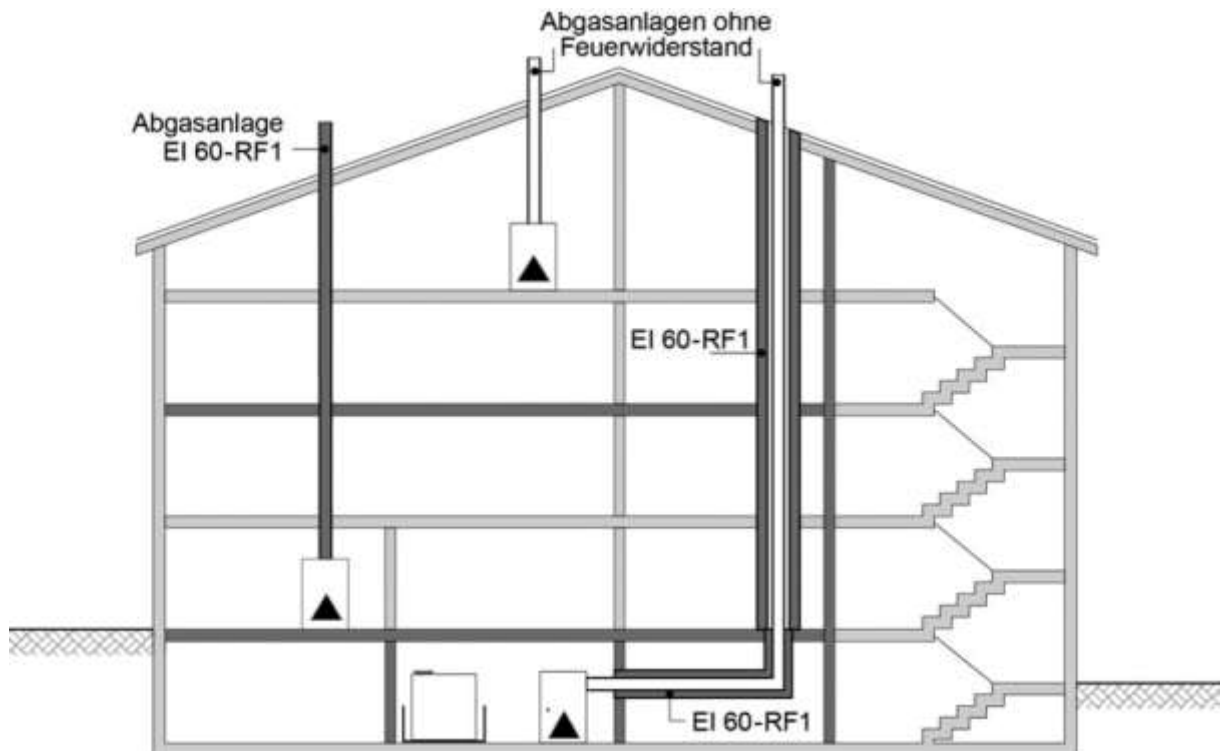 Abgasanlagen ohne
Feuerwiderstand
Abgasanlage
EI 60-RF1
EI 60-RF1
EI 60-RF1